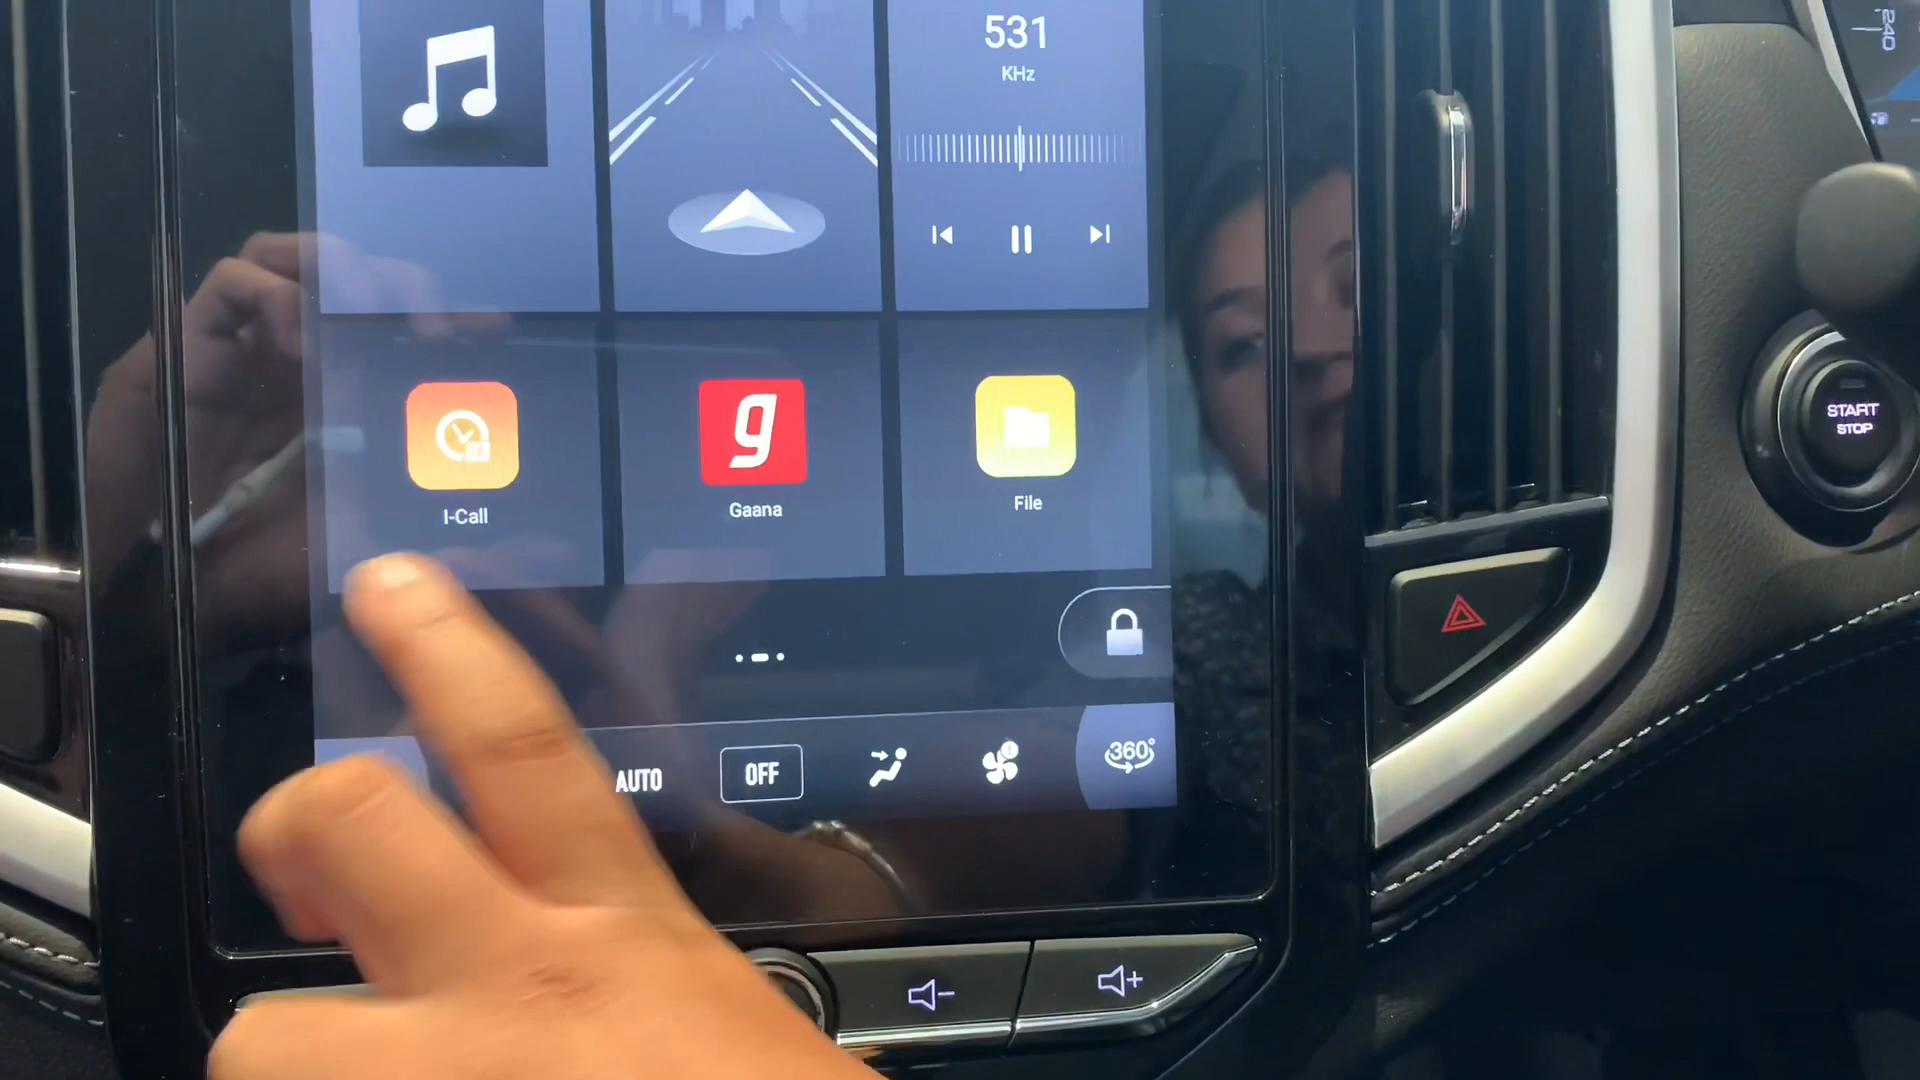 531
KHz
240
START
STOP
I-Call
g
Gaana
File
AUTO
OFF
360°